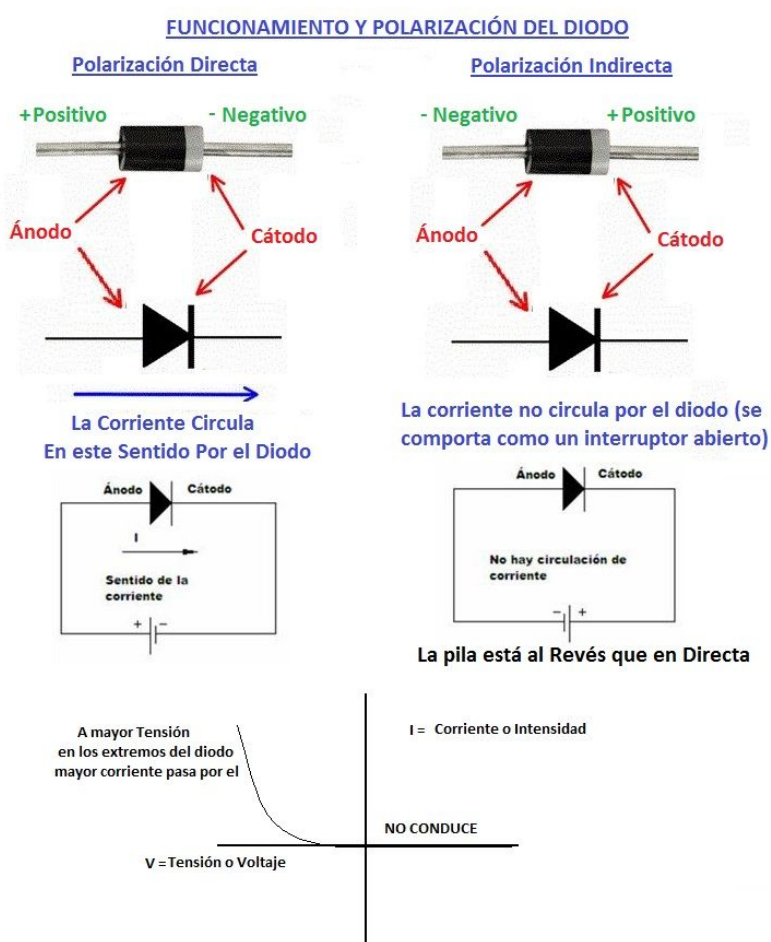 FUNCIONAMIENTO Y POLARIZACIÓN DEL DIODO
Polarización Directa
+Positivo
- Negativo
Ánodo
Cátodo
La Corriente Circula
En este Sentido Por el Diodo
Ánodo
Cátodo
I
Sentido de la
corriente
+
-
Polarización Indirecta
- Negativo
+ Positivo
Ánodo
Cátodo
La corriente no circula por el diodo (se
comporta como un interruptor abierto)
Ánodo
Cátodo
No hay circulación de
corriente
-
+
La pila está al Revés que en Directa
A mayor Tensión
en los extremos del diodo
mayor corriente pasa por el
I = Corriente o Intensidad
NO CONDUCE
V =Tensión o Voltaje